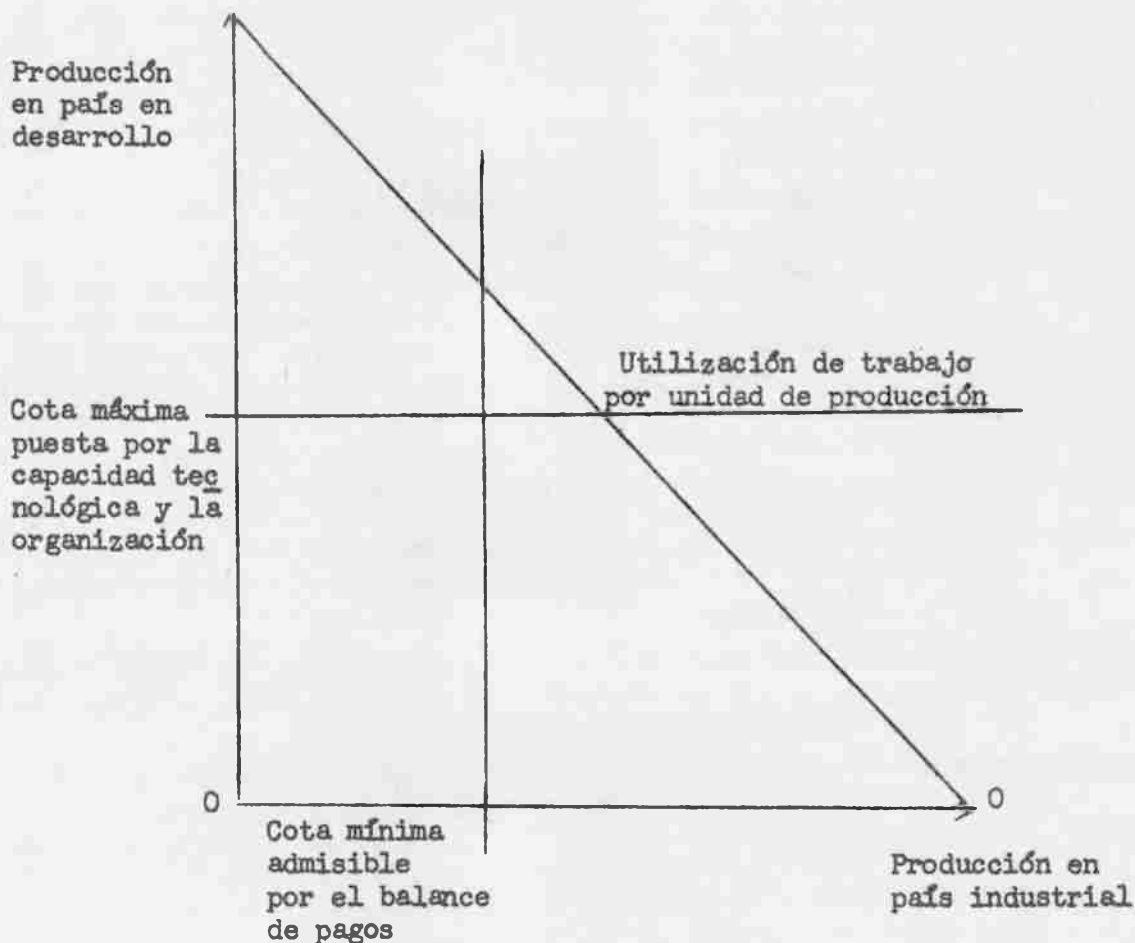 Producción
en país en
desarrollo
Utilización de trabajo
por unidad de producción
Cota máxima
puesta por la
capacidad tec
nológica y la
organización
0
0
Cota mínima
admisible
por el balance
de pagos
Producción en
país industrial